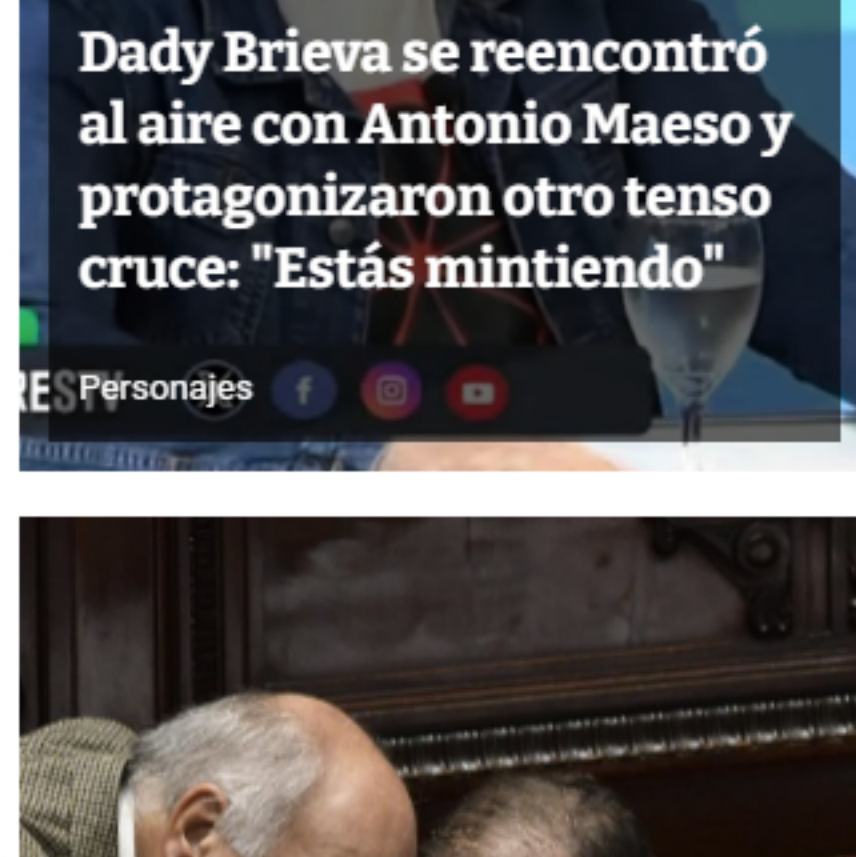 Dady Brieva se reencontró
al aire con Antonio Maeso y
protagonizaron otro tenso
cruce: "Estás mintiendo"
Personajes